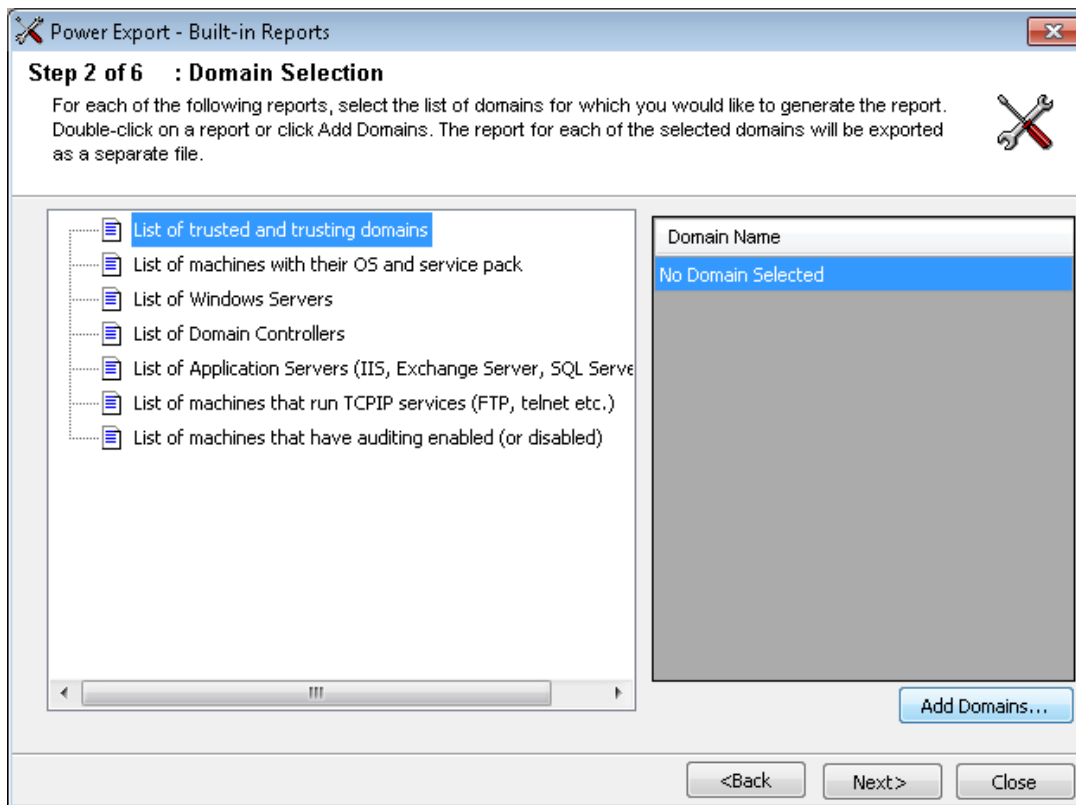 Power Export - Built-in Reports
Step 2 of 6 : Domain Selection
For each of the following reports, select the list of domains for which you would like to generate the report.
Double-click on a report or click Add Domains. The report for each of the selected domains will be exported
as a separate file.
List of trusted and trusting domains
List of machines with their OS and service pack
List of Windows Servers
List of Domain Controllers
List of Application Servers (IIS, Exchange Server, SQL Serve
List of machines that run TCPIP services (FTP, telnet etc.)
List of machines that have auditing enabled (or disabled)
Domain Name
No Domain Selected
Add Domains...
<Back
Next>
Close